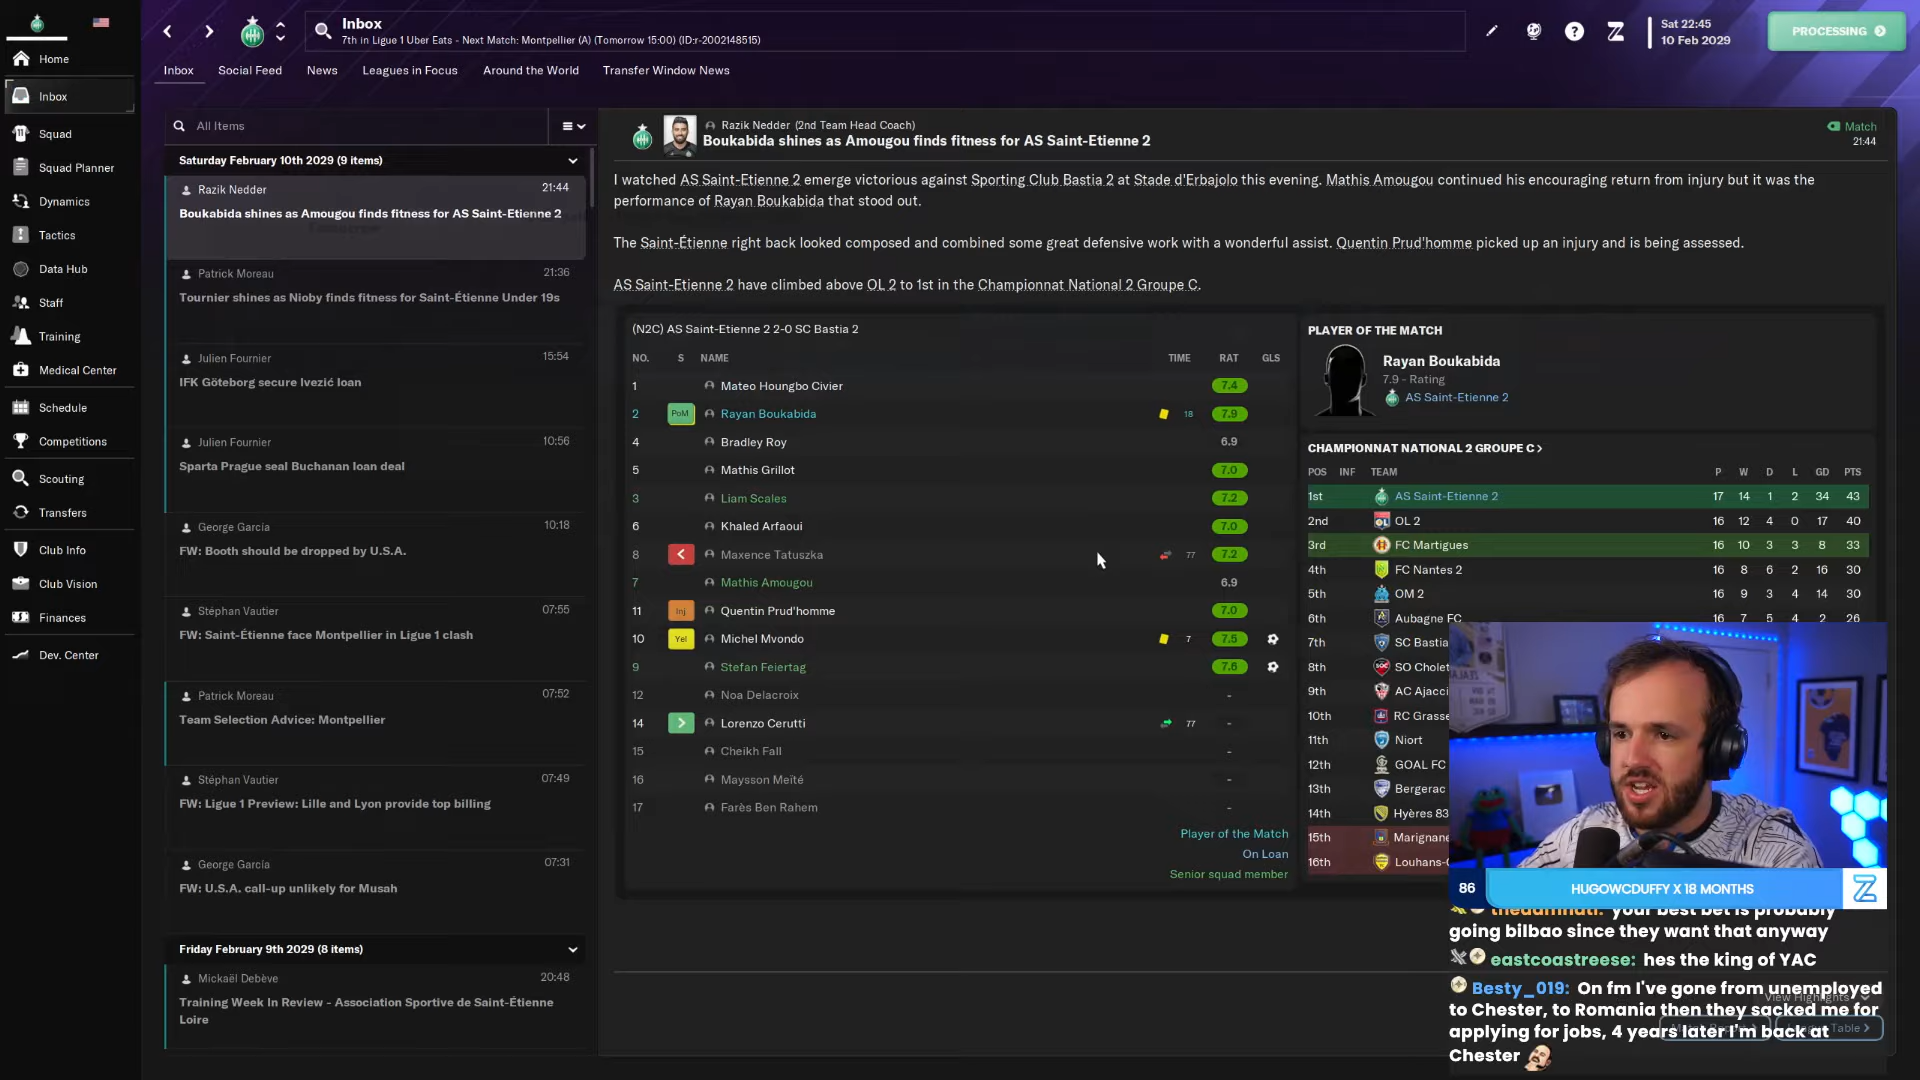 Inbox
7th in Ligue 1 Uber Eats - Next Match: Montpellier (A) (Tomorrow 15:00) (ID:r-2002148515)
Sat 22:45
10 Feb 2029
PROCESSING
Home
Inbox
Squad
Squad Planner
Dynamics
Tactics
Data Hub
Staff
Training
Medical Center
Schedule
Competitions
Scouting
Transfers
Club Info
Club Vision
Finances
Dev. Center
Inbox Social Feed News Leagues in Focus Around the World Transfer Window News
All Items
Saturday February 10th 2029 (9 items)
Razik Nedder 21:44
Boukabida shines as Amougou finds fitness for AS Saint-Etienne 2
Patrick Moreau 21:36
Tournier shines as Nioby finds fitness for Saint-Étienne Under 19s
Julien Fournier 15:54
IFK Göteborg secure Ivezić loan
Julien Fournier 10:56
Sparta Prague seal Buchanan loan deal
George García 10:18
FW: Booth should be dropped by U.S.A.
Stéphan Vautier 07:55
FW: Saint-Étienne face Montpellier in Ligue 1 clash
Patrick Moreau 07:52
Team Selection Advice: Montpellier
Stéphan Vautier 07:49
FW: Ligue 1 Preview: Lille and Lyon provide top billing
George García 07:31
FW: U.S.A. call-up unlikely for Musah
Friday February 9th 2029 (8 items)
Mickaël Debève 20:48
Training Week In Review - Association Sportive de Saint-Étienne
Loire
Razik Nedder (2nd Team Head Coach)
Boukabida shines as Amougou finds fitness for AS Saint-Etienne 2
Match
21:44
I watched AS Saint-Etienne 2 emerge victorious against Sporting Club Bastia 2 at Stade d'Erbajolo this evening. Mathis Amougou continued his encouraging return from injury but it was the
performance of Rayan Boukabida that stood out.
The Saint-Étienne right back looked composed and combined some great defensive work with a wonderful assist. Quentin Prud'homme picked up an injury and is being assessed.
AS Saint-Etienne 2 have climbed above OL 2 to 1st in the Championnat National 2 Groupe C.
(N2C) AS Saint-Etienne 2 2-0 SC Bastia 2
NO. S NAME TIME RAT GLS
1 Mateo Houngbo Civier 7.4
2 PoM Rayan Boukabida 18 7.9
4 Bradley Roy 6.9
5 Mathis Grillot 7.0
3 Liam Scales 7.2
6 Khaled Arfaoui 7.0
8 Maxence Tatuszka 77 7.2
7 Mathis Amougou 6.9
11 Inj Quentin Prud'homme 7.0
10 Yel Michel Mvondo 7 7.5
9 Stefan Feiertag 7.6
12 Noa Delacroix -
14 Lorenzo Cerutti 77 -
15 Cheikh Fall -
16 Maysson Meïté -
17 Farès Ben Rahem -
Player of the Match
On Loan
Senior squad member
PLAYER OF THE MATCH
Rayan Boukabida
7.9 - Rating
AS Saint-Etienne 2
CHAMPIONNAT NATIONAL 2 GROUPE C >
POS INF TEAM P W D L GD PTS
1st AS Saint-Etienne 2 17 14 1 2 34 43
2nd OL 2 16 12 4 0 17 40
3rd FC Martigues 16 10 3 3 8 33
4th FC Nantes 2 16 8 6 2 16 30
5th OM 2 16 9 3 4 14 30
6th Aubagne FC 16 7 5 4 2 26
7th SC Bastia
8th SO Cholet
9th AC Ajacci
10th RC Grasse
11th Niort
12th GOAL FC
13th Bergerac
14th Hyères 83
15th Marignane
16th Louhans-C
86 HUGOWCDUFFY X 18 MONTHS
your best bet is probably
going bilbao since they want that anyway
eastcoastreese: hes the king of YAC
Besty_019: On fm I've gone from unemployed
to Chester, to Romania then they sacked me for
applying for jobs, 4 years later I'm back at
Chester
View Highlights
Table >